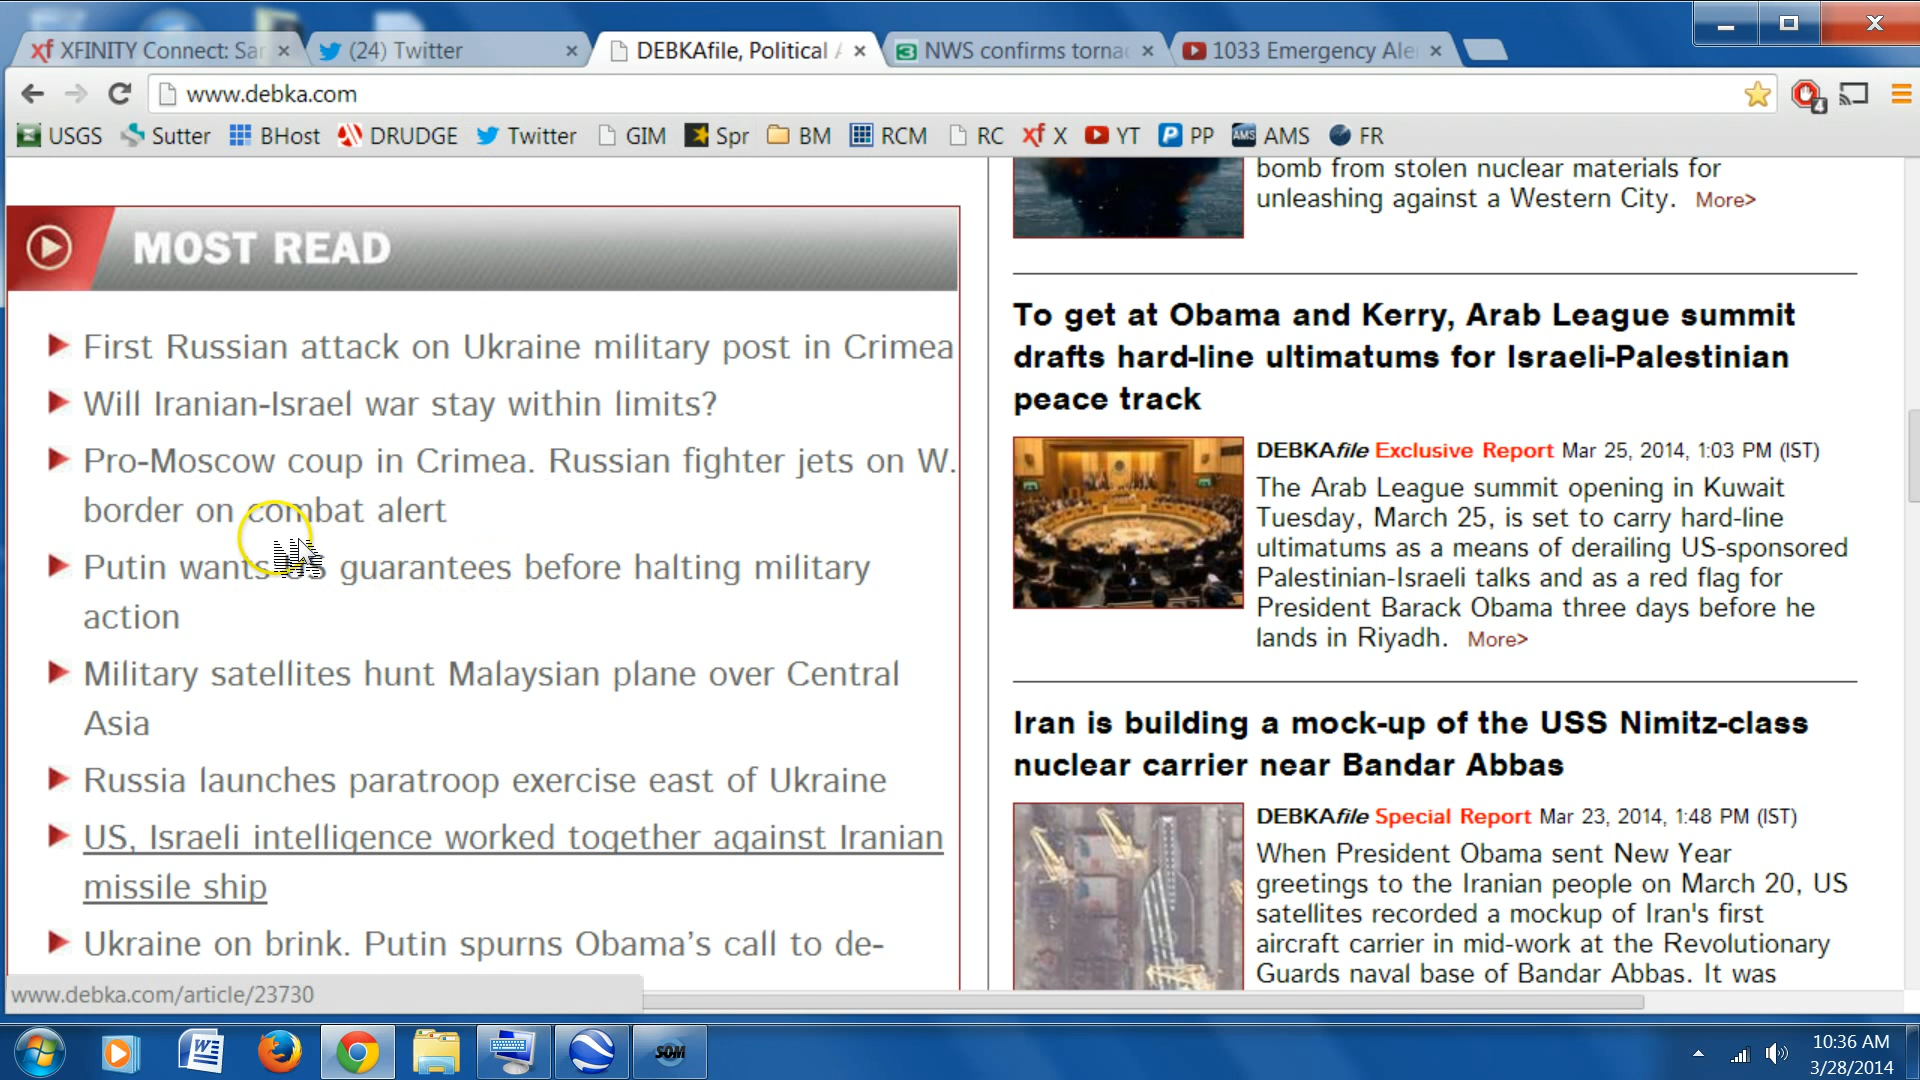 XFINITY Connect: Sar
(24) Twitter
DEBKAfile, Political A
NWS confirms torna
1033 Emergency Ale
www.debka.com
4
USGS
Sutter
BHost
DRUDGE
Twitter
GIM
Spr
BM
RCM
RC
xf X
YT
PP
AMS
FR
MOST READ
First Russian attack on Ukraine military post in Crimea
Will Iranian-Israel war stay within limits?
Pro-Moscow coup in Crimea. Russian fighter jets on W.
border on combat alert
Putin wants US guarantees before halting military
action
Military satellites hunt Malaysian plane over Central
Asia
Russia launches paratroop exercise east of Ukraine
US, Israeli intelligence worked together against Iranian
missile ship
Ukraine on brink. Putin spurns Obama's call to de-
www.debka.com/article/23730
bomb from stolen nuclear materials for
unleashing against a Western City. More>
To get at Obama and Kerry, Arab League summit
drafts hard-line ultimatums for Israeli-Palestinian
peace track
DEBKAfile Exclusive Report Mar 25, 2014, 1:03 PM (IST)
The Arab League summit opening in Kuwait
Tuesday, March 25, is set to carry hard-line
ultimatums as a means of derailing US-sponsored
Palestinian-Israeli talks and as a red flag for
President Barack Obama three days before he
lands in Riyadh. More>
Iran is building a mock-up of the USS Nimitz-class
nuclear carrier near Bandar Abbas
DEBKAfile Special Report Mar 23, 2014, 1:48 PM (IST)
When President Obama sent New Year
greetings to the Iranian people on March 20, US
satellites recorded a mockup of Iran's first
aircraft carrier in mid-work at the Revolutionary
Guards naval base of Bandar Abbas. It was
SOM
10:36 AM
3/28/2014